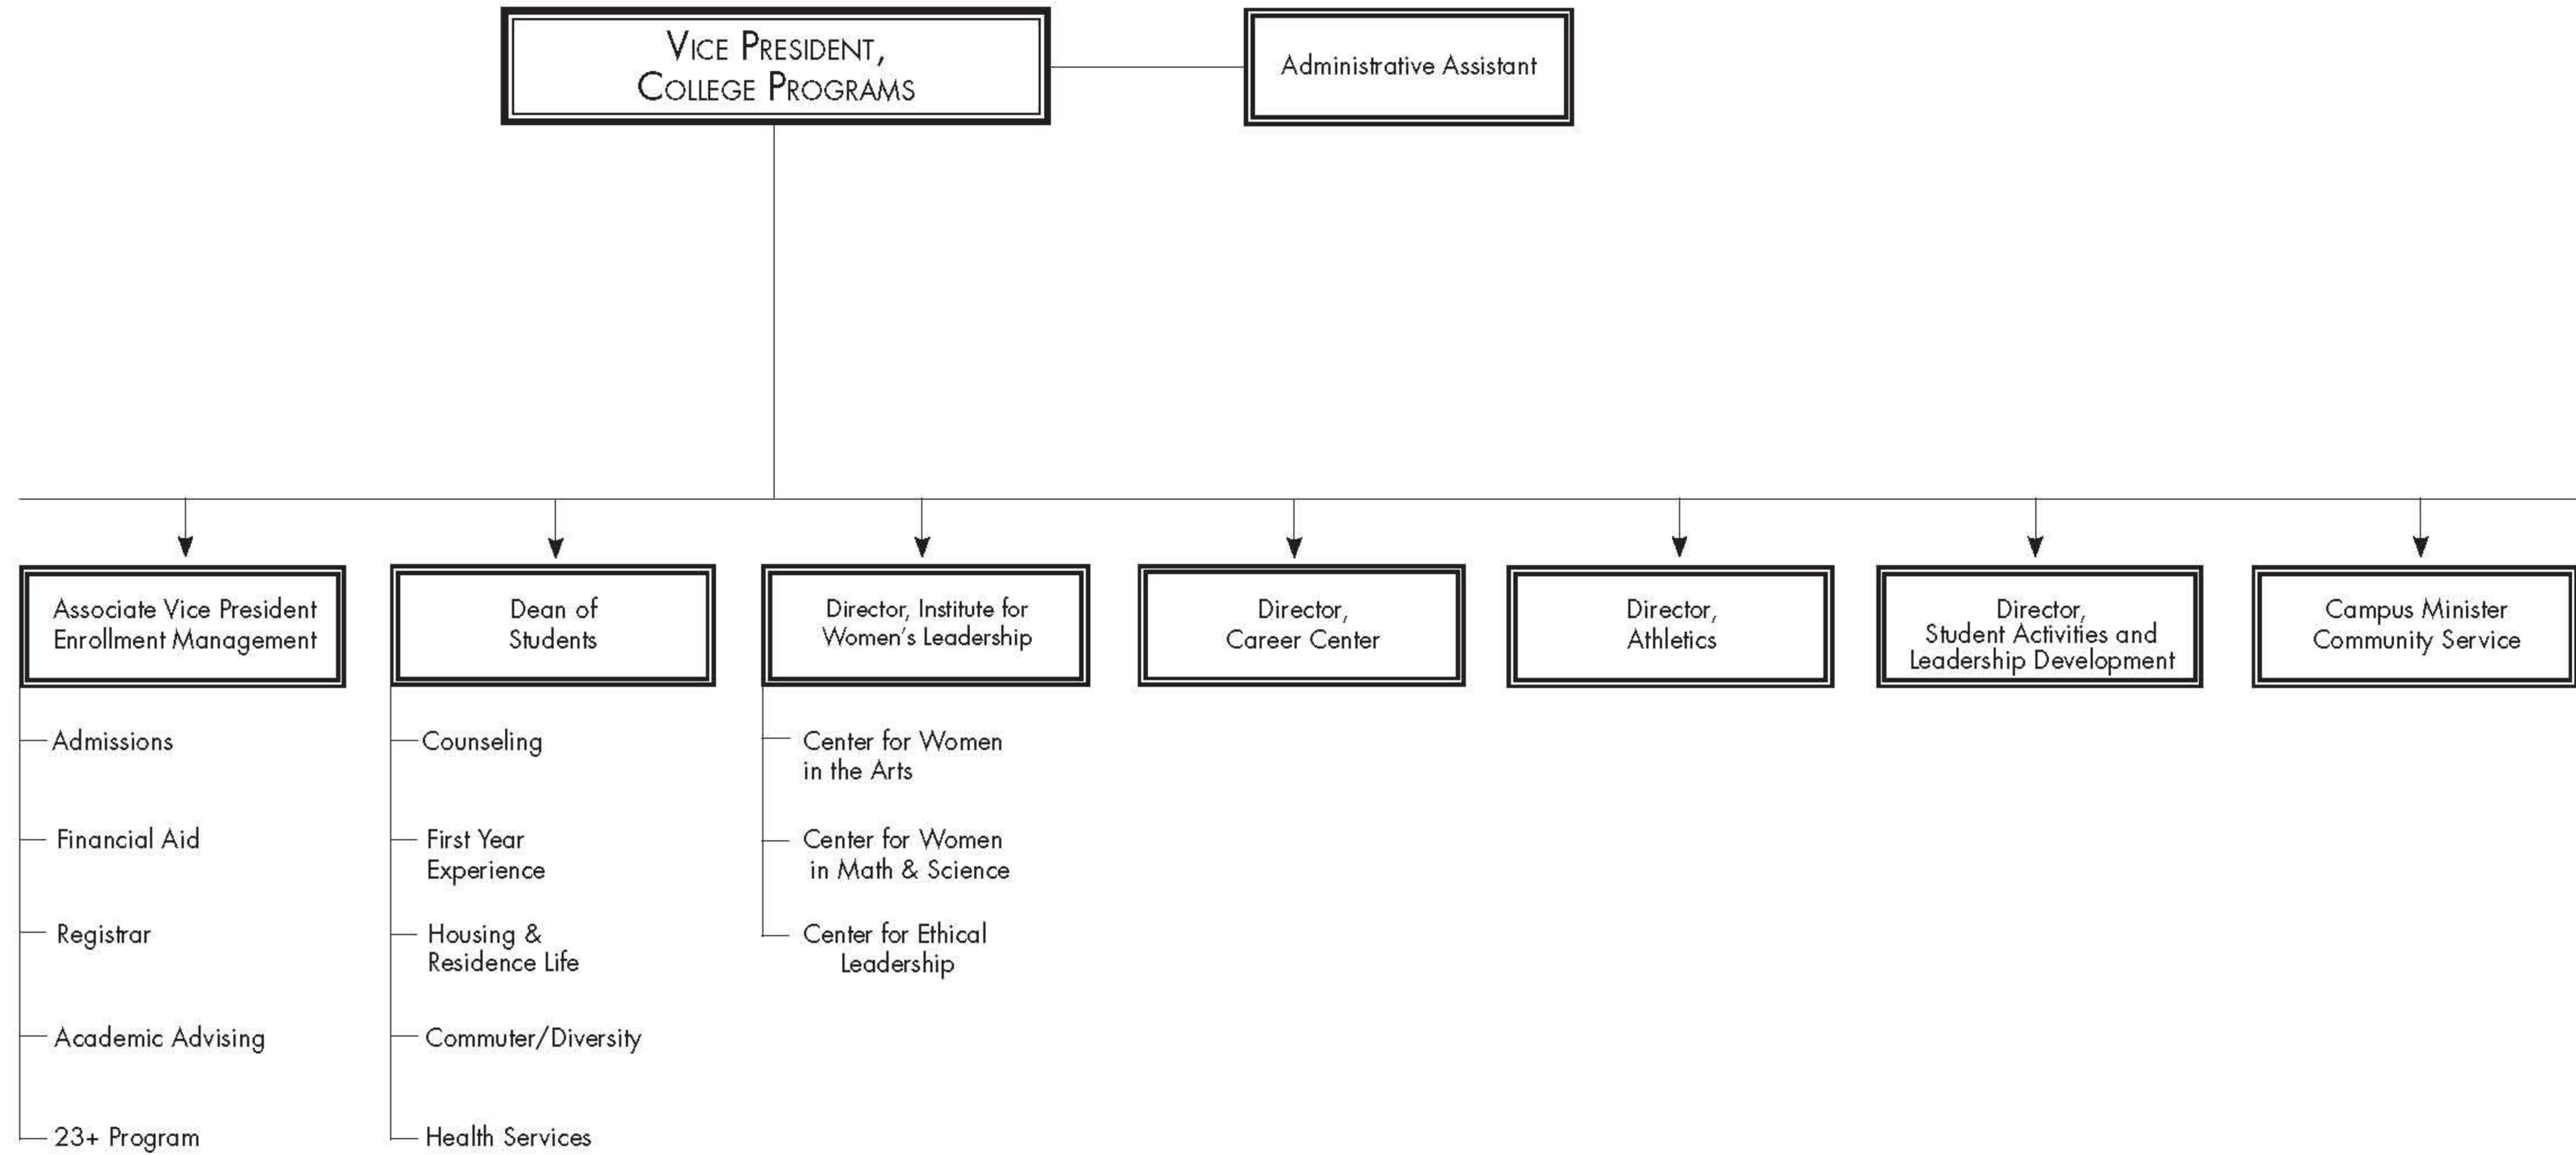 VICE PRESIDENT,
COLLEGE PROGRAMS
Administrative Assistant
Associate Vice President
Enrollment Management
Dean of
Students
Director, Institute for
Women's Leadership
Director,
Career Center
Director,
Athletics
Director,
Student Activities and
Leadership Development
Campus Minister
Community Service
Admissions
Financial Aid
Registrar
Academic Advising
23+ Program
Counseling
First Year
Experience
Housing &
Residence Life
Commuter/Diversity
Health Services
Center for Women
in the Arts
Center for Women
in Math & Science
Center for Ethical
Leadership